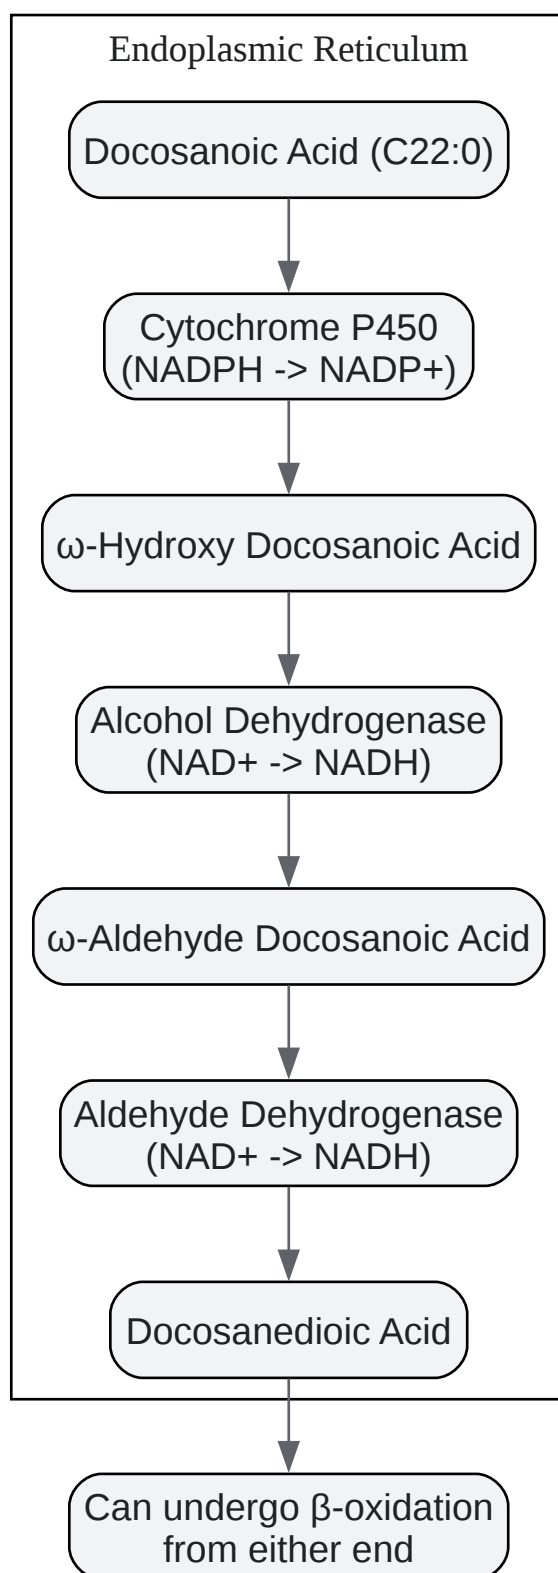 Endoplasmic Reticulum
Docosanoic Acid (C22:0)
Cytochrome P450
(NADPH -> NADP+)
ω-Hydroxy Docosanoic Acid
Alcohol Dehydrogenase
(NAD+ -> NADH)
ω-Aldehyde Docosanoic Acid
Aldehyde Dehydrogenase
(NAD+ -> NADH)
Docosanedioic Acid
Can undergo β-oxidation
from either end